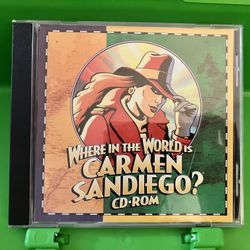 WHERE IN THE WORLD IS
CARMEN
SANDIEGO?
CD-ROM